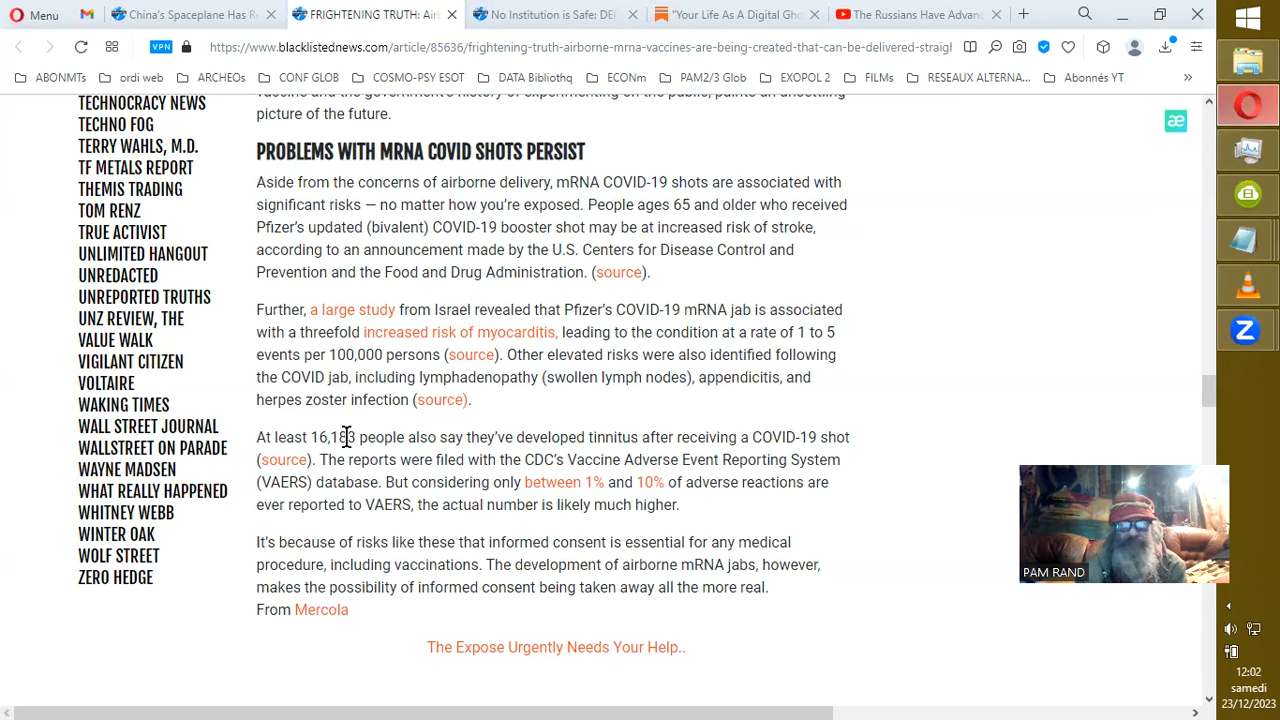 Menu
China's Spaceplane Has R
FRIGHTENING TRUTH: Air
No Institution is Safe: DEI
"Your Life As A Digital Gho
The Russians Have Advan
VPN
https://www.blacklistednews.com/article/85636/frightening-truth-airborne-mrna-vaccines-are-being-created-that-can-be-delivered-straigl
ABONMTs
ordi web
ARCHEOs
CONF GLOB
COSMO-PSY ESOT
DATA Bibliothq
ECONm
PAM2/3 Glob
EXOPOL 2
FILMs
RESEAUX ALTERNA...
Abonnés YT
»
TECHNOCRACY NEWS
TECHNO FOG
TERRY WAHLS, M.D.
TF METALS REPORT
THEMIS TRADING
TOM RENZ
TRUE ACTIVIST
UNLIMITED HANGOUT
UNREDACTED
UNREPORTED TRUTHS
UNZ REVIEW, THE
VALUE WALK
VIGILANT CITIZEN
VOLTAIRE
WAKING TIMES
WALL STREET JOURNAL
WALLSTREET ON PARADE
WAYNE MADSEN
WHAT REALLY HAPPENED
WHITNEY WEBB
WINTER OAK
WOLF STREET
ZERO HEDGE
vaccine and the government's history of experimenting on the public, paints an unsettling
picture of the future.
PROBLEMS WITH MRNA COVID SHOTS PERSIST
Aside from the concerns of airborne delivery, mRNA COVID-19 shots are associated with
significant risks — no matter how you're exposed. People ages 65 and older who received
Pfizer's updated (bivalent) COVID-19 booster shot may be at increased risk of stroke,
according to an announcement made by the U.S. Centers for Disease Control and
Prevention and the Food and Drug Administration. (source).
Further, a large study from Israel revealed that Pfizer's COVID-19 mRNA jab is associated
with a threefold increased risk of myocarditis, leading to the condition at a rate of 1 to 5
events per 100,000 persons (source). Other elevated risks were also identified following
the COVID jab, including lymphadenopathy (swollen lymph nodes), appendicitis, and
herpes zoster infection (source).
At least 16,183 people also say they've developed tinnitus after receiving a COVID-19 shot
(source). The reports were filed with the CDC's Vaccine Adverse Event Reporting System
(VAERS) database. But considering only between 1% and 10% of adverse reactions are
ever reported to VAERS, the actual number is likely much higher.
It's because of risks like these that informed consent is essential for any medical
procedure, including vaccinations. The development of airborne mRNA jabs, however,
makes the possibility of informed consent being taken away all the more real.
From Mercola
The Expose Urgently Needs Your Help..
æ
PAM RAND
12:02
samedi
23/12/2023